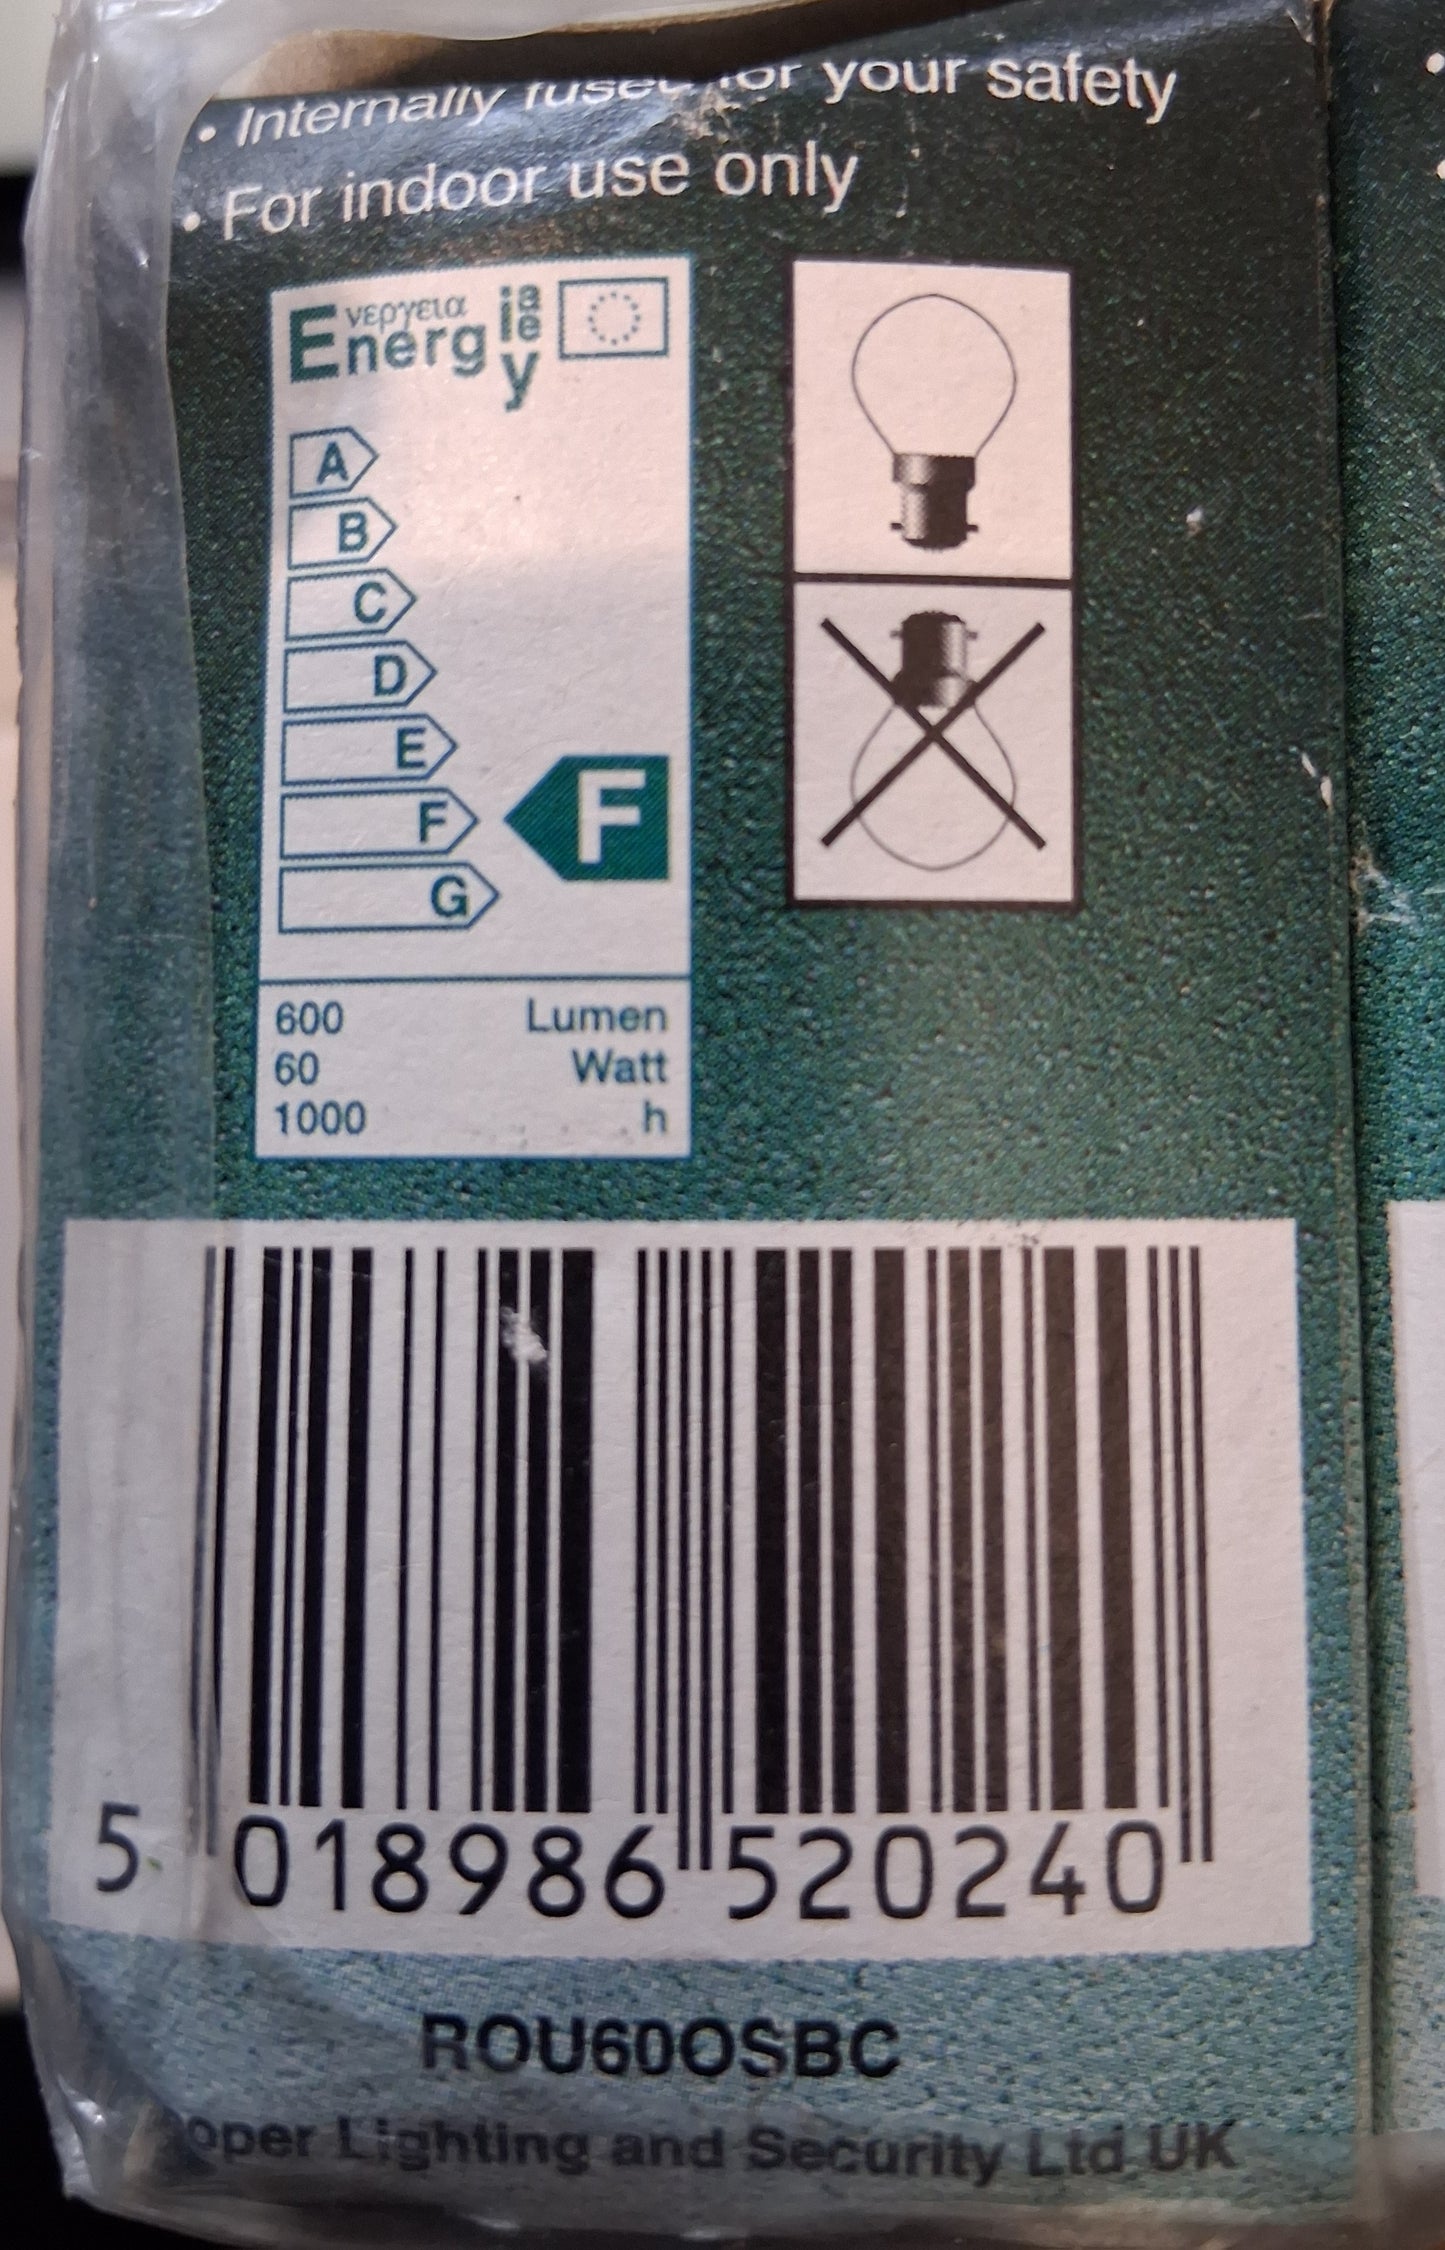 • Internally fused for your safety
• For indoor use only
Ενεργεια
Energ ia ie y
A
B
C
D
E
F F
G
600 Lumen
60 Watt
1000 h
5 018986 520240
ROU60OSBC
Lighting and Security Ltd UK